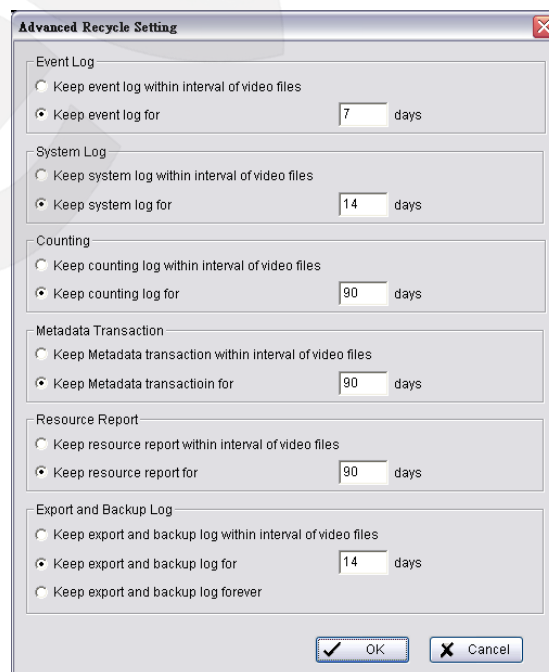 Advanced Recycle Setting
Event Log
Keep event log within interval of video files
Keep event log for 7 days
System Log
Keep system log within interval of video files
Keep system log for 14 days
Counting
Keep counting log within interval of video files
Keep counting log for 90 days
Metadata Transaction
Keep Metadata transaction within interval of video files
Keep Metadata transactioin for 90 days
Resource Report
Keep resource report within interval of video files
Keep resource report for 90 days
Export and Backup Log
Keep export and backup log within interval of video files
Keep export and backup log for 14 days
Keep export and backup log forever
OK Cancel